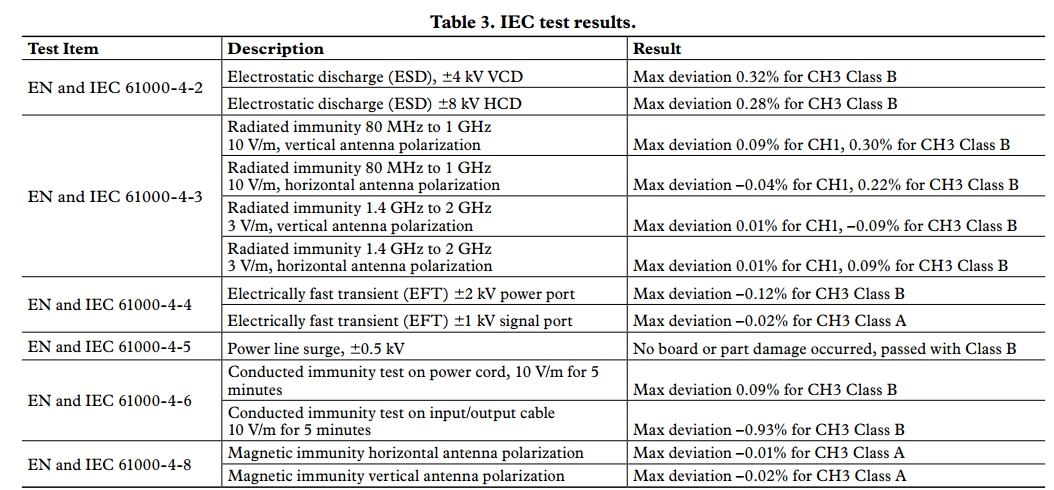 Table 3. IEC test results.
Test Item Description Result
EN and IEC 61000-4-2
Electrostatic discharge (ESD), ±4 kV VCD Max deviation 0.32% for CH3 Class B
Electrostatic discharge (ESD) ±8 kV HCD Max deviation 0.28% for CH3 Class B
EN and IEC 61000-4-3
Radiated immunity 80 MHz to 1 GHz
10 V/m, vertical antenna polarization Max deviation 0.09% for CH1, 0.30% for CH3 Class B
Radiated immunity 80 MHz to 1 GHz
10 V/m, horizontal antenna polarization Max deviation –0.04% for CH1, 0.22% for CH3 Class B
Radiated immunity 1.4 GHz to 2 GHz
3 V/m, vertical antenna polarization Max deviation 0.01% for CH1, –0.09% for CH3 Class B
Radiated immunity 1.4 GHz to 2 GHz
3 V/m, horizontal antenna polarization Max deviation 0.01% for CH1, 0.09% for CH3 Class B
EN and IEC 61000-4-4
Electrically fast transient (EFT) ±2 kV power port Max deviation –0.12% for CH3 Class B
Electrically fast transient (EFT) ±1 kV signal port Max deviation –0.02% for CH3 Class A
EN and IEC 61000-4-5 Power line surge, ±0.5 kV No board or part damage occurred, passed with Class B
EN and IEC 61000-4-6
Conducted immunity test on power cord, 10 V/m for 5
minutes Max deviation 0.09% for CH3 Class B
Conducted immunity test on input/output cable
10 V/m for 5 minutes Max deviation –0.93% for CH3 Class B
EN and IEC 61000-4-8
Magnetic immunity horizontal antenna polarization Max deviation –0.01% for CH3 Class A
Magnetic immunity vertical antenna polarization Max deviation –0.02% for CH3 Class A